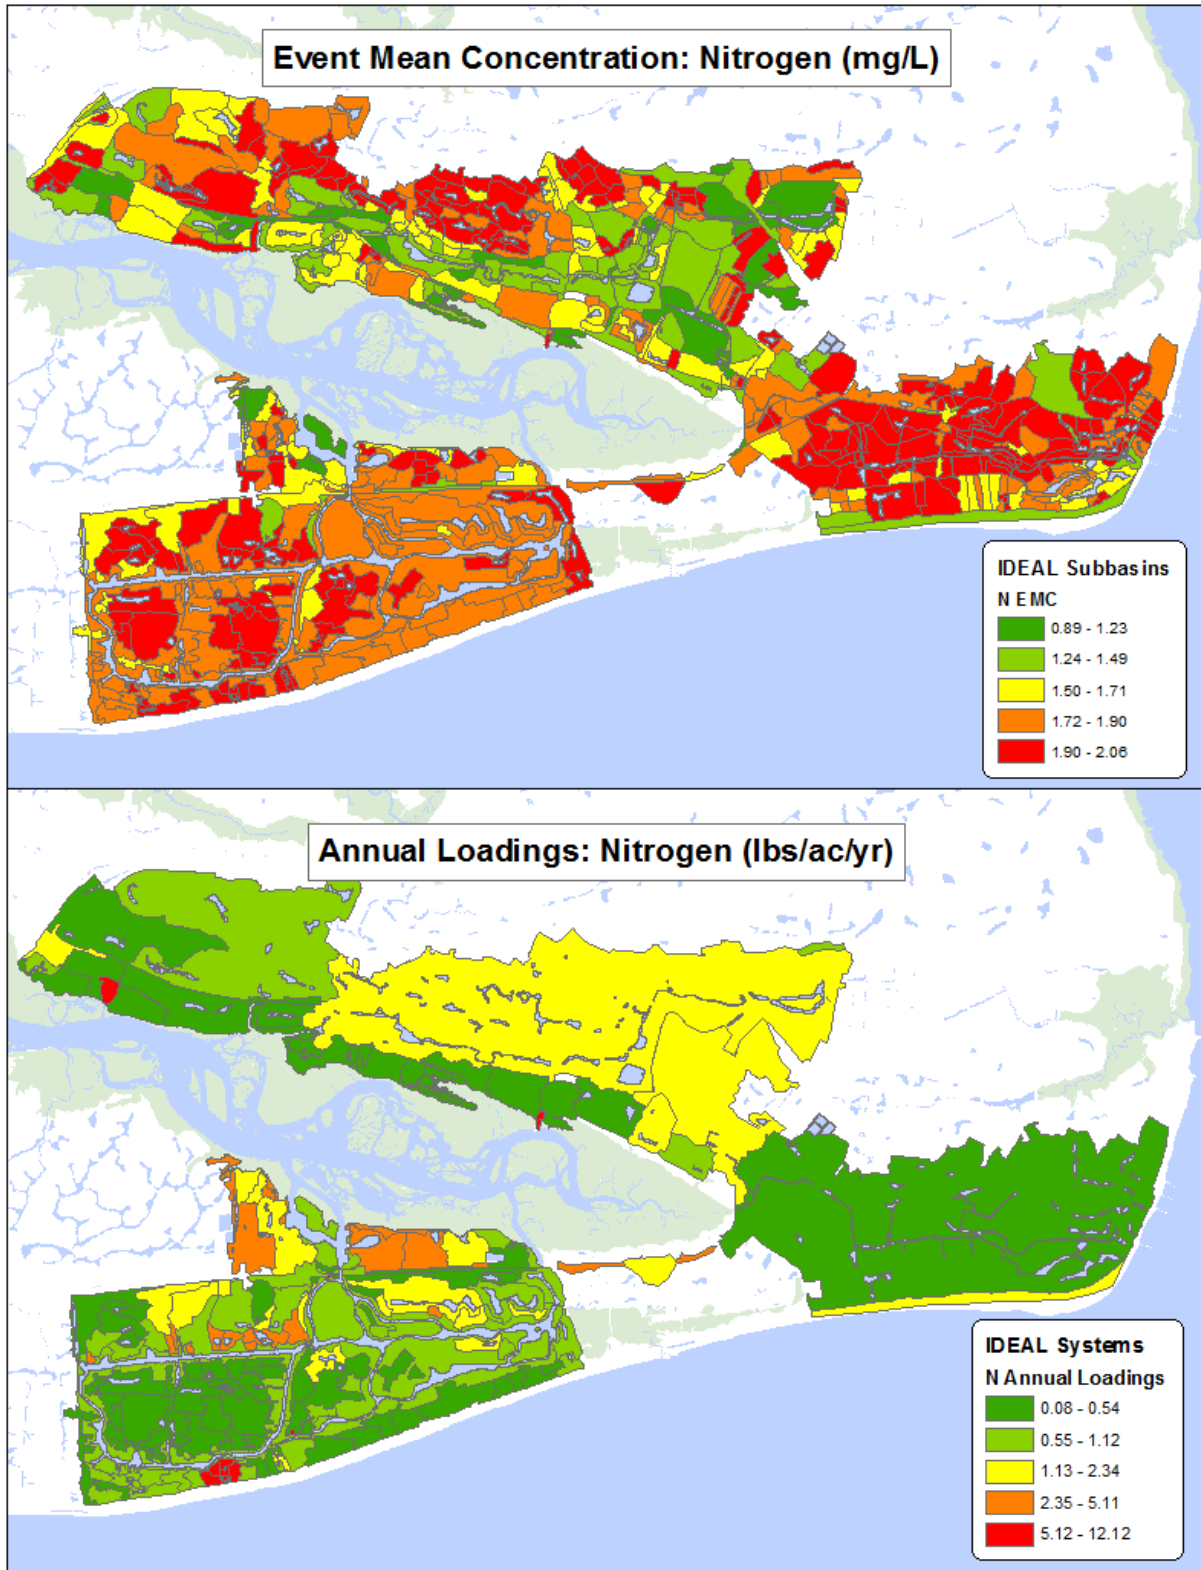 Event Mean Concentration: Nitrogen (mg/L)
IDEAL Subbasins
N EMC
0.89 - 1.23
1.24 - 1.49
1.50 - 1.71
1.72 - 1.90
1.90 - 2.06
Annual Loadings: Nitrogen (lbs/ac/yr)
IDEAL Systems
N Annual Loadings
0.08 - 0.54
0.55 - 1.12
1.13 - 2.34
2.35 - 5.11
5.12 - 12.12